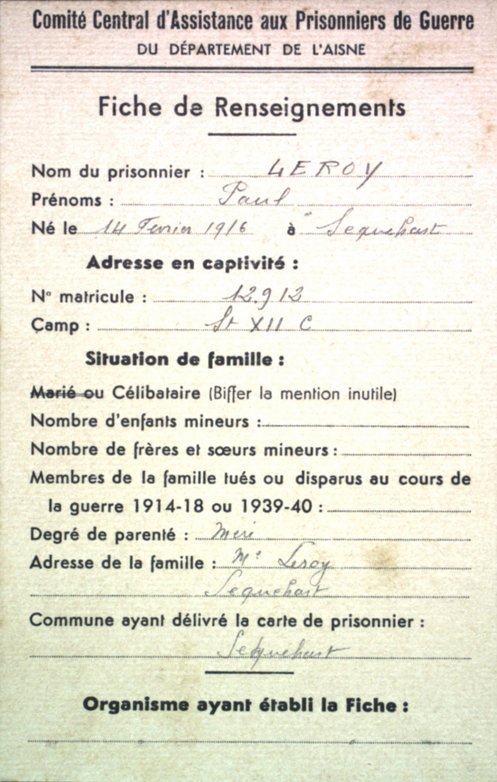 Comité Central d'Assistance aux Prisonniers de Guerre
DU DÉPARTEMENT DE L'AISNE
Fiche de Renseignements
Nom du prisonnier : LEROY
Prénoms : Paul
Né le 14 Fevrier 1916 à Sequehart
Adresse en captivité :
Nº matricule : 12.912
Camp : St XII C
Situation de famille :
Marié ou Célibataire (Biffer la mention inutile)
Nombre d'enfants mineurs :
Nombre de frères et sœurs mineurs :
Membres de la famille tués ou disparus au cours de
la guerre 1914-18 ou 1939-40 :
Degré de parenté : Mère
Adresse de la famille : Me Leroy
Sequehart
Commune ayant délivré la carte de prisonnier :
Sequehart
Organisme ayant établi la Fiche :